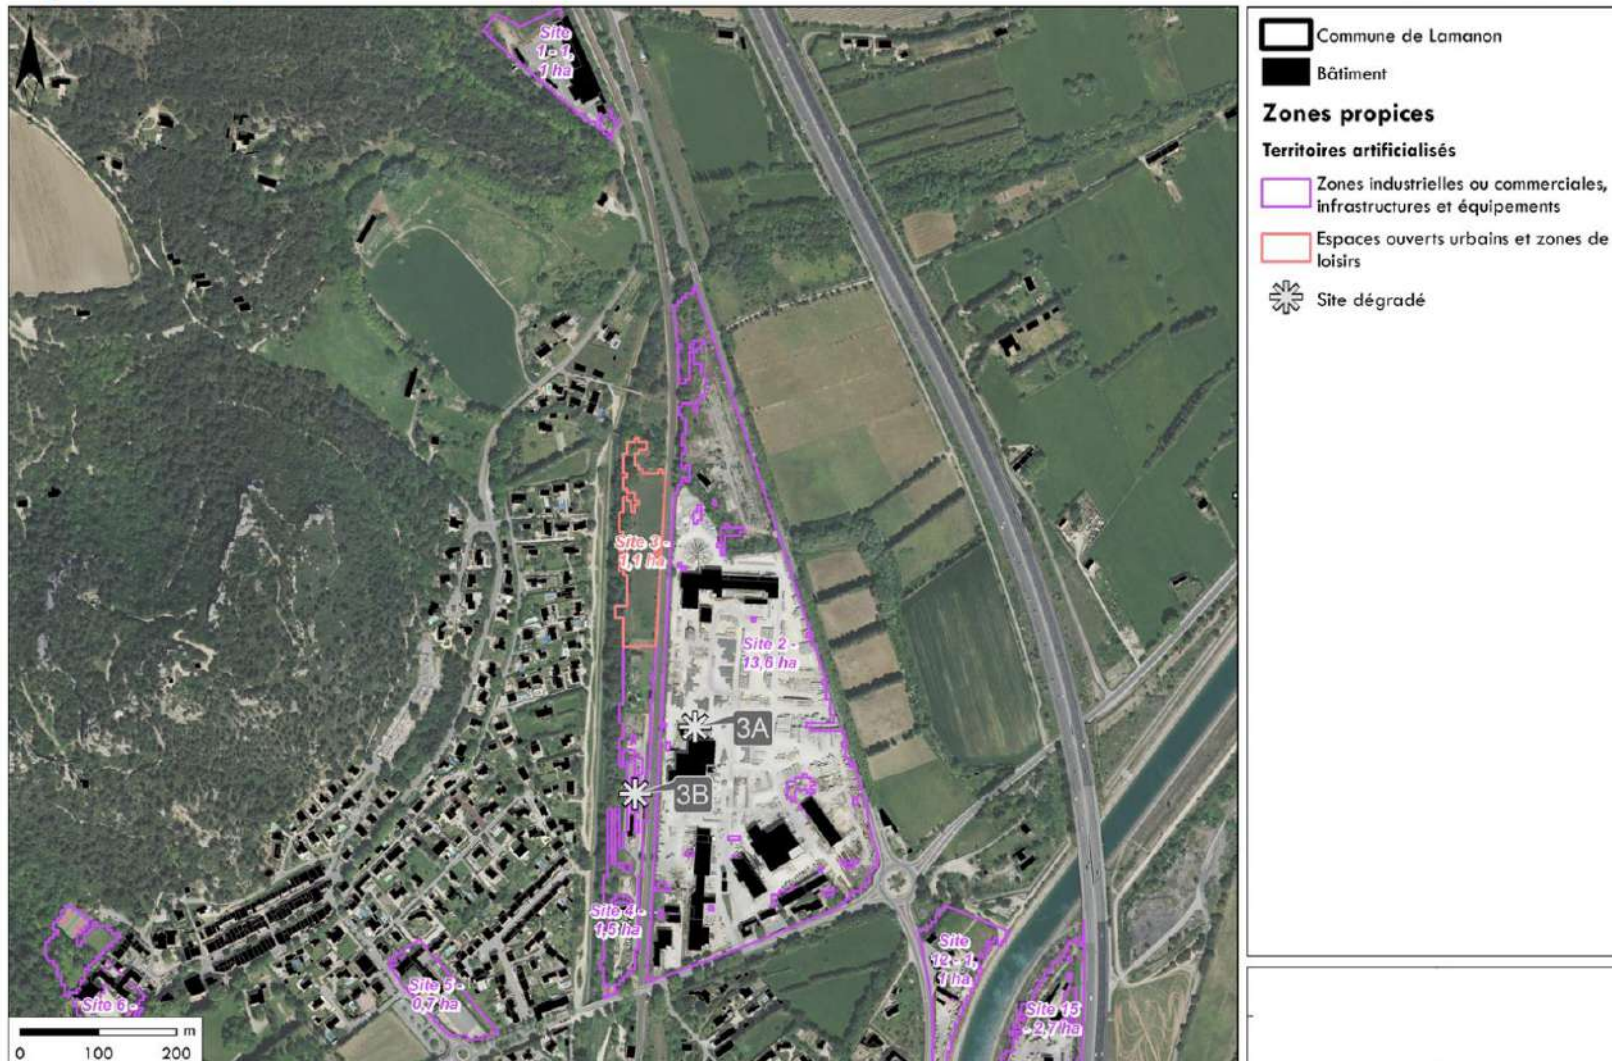 Site
1 - 1,
1 ha
Site 3 -
1,1 ha
Site 2 -
13,6 ha
3A
3B
Site 4 -
1,5 ha
Site 5 -
0,7 ha
Site 6 -
Site
12 - 1,
1 ha
Site 15
- 2,7 ha
m
0 100 200
Commune de Lamanon
Bâtiment
Zones propices
Territoires artificialisés
Zones industrielles ou commerciales,
infrastructures et équipements
Espaces ouverts urbains et zones de
loisirs
Site dégradé